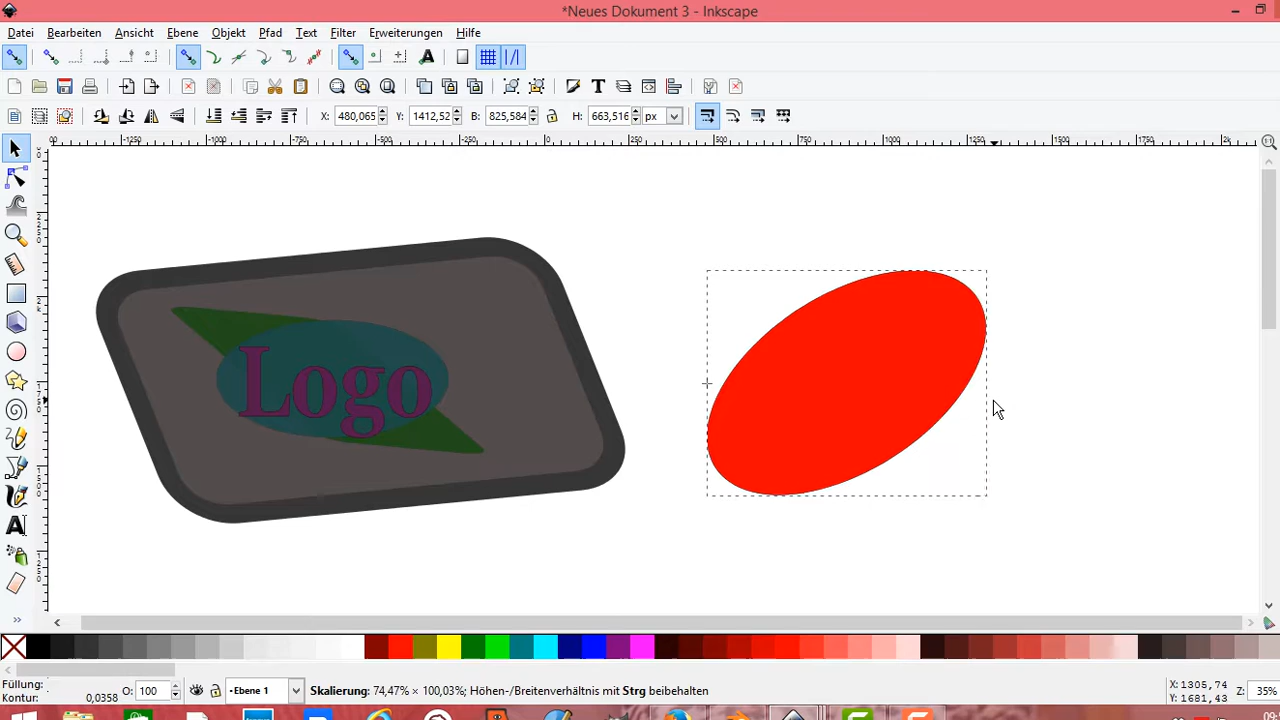 *Neues Dokument 3 - Inkscape
Datei Bearbeiten Ansicht Ebene Objekt Pfad Text Filter Erweiterungen Hilfe
X: 480,065 Y: 1412,52 B: 825,584 H: 663,516 px
Logo
Füllung:
Kontur: 0,0358 O: 100 Ebene 1 Skalierung: 74,47% × 100,03%; Höhen-/Breitenverhältnis mit Strg beibehalten
X: 1305,74
Y: 1681,43
Z: 35%